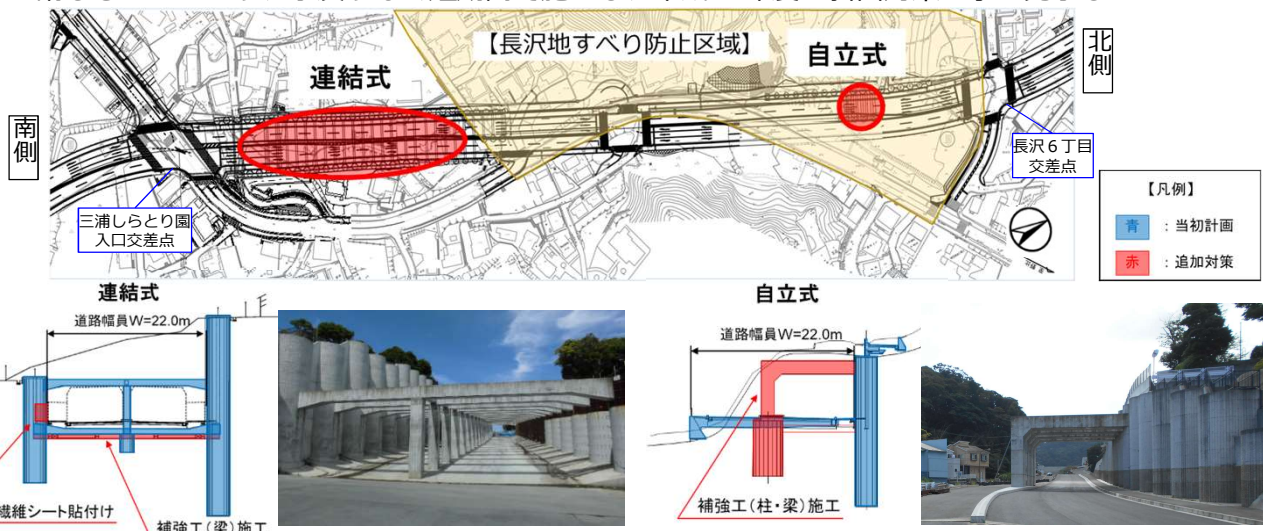 【長沢地すべり防止区域】
連結式
自立式
北側
南側
長沢6丁目
交差点
三浦しらとり園
入口交差点
【凡例】
青 : 当初計画
赤 : 追加対策
連結式
道路幅員W=22.0m
繊維シート貼付け
補強工(梁)施工
自立式
道路幅員W=22.0m
補強工(柱・梁)施工